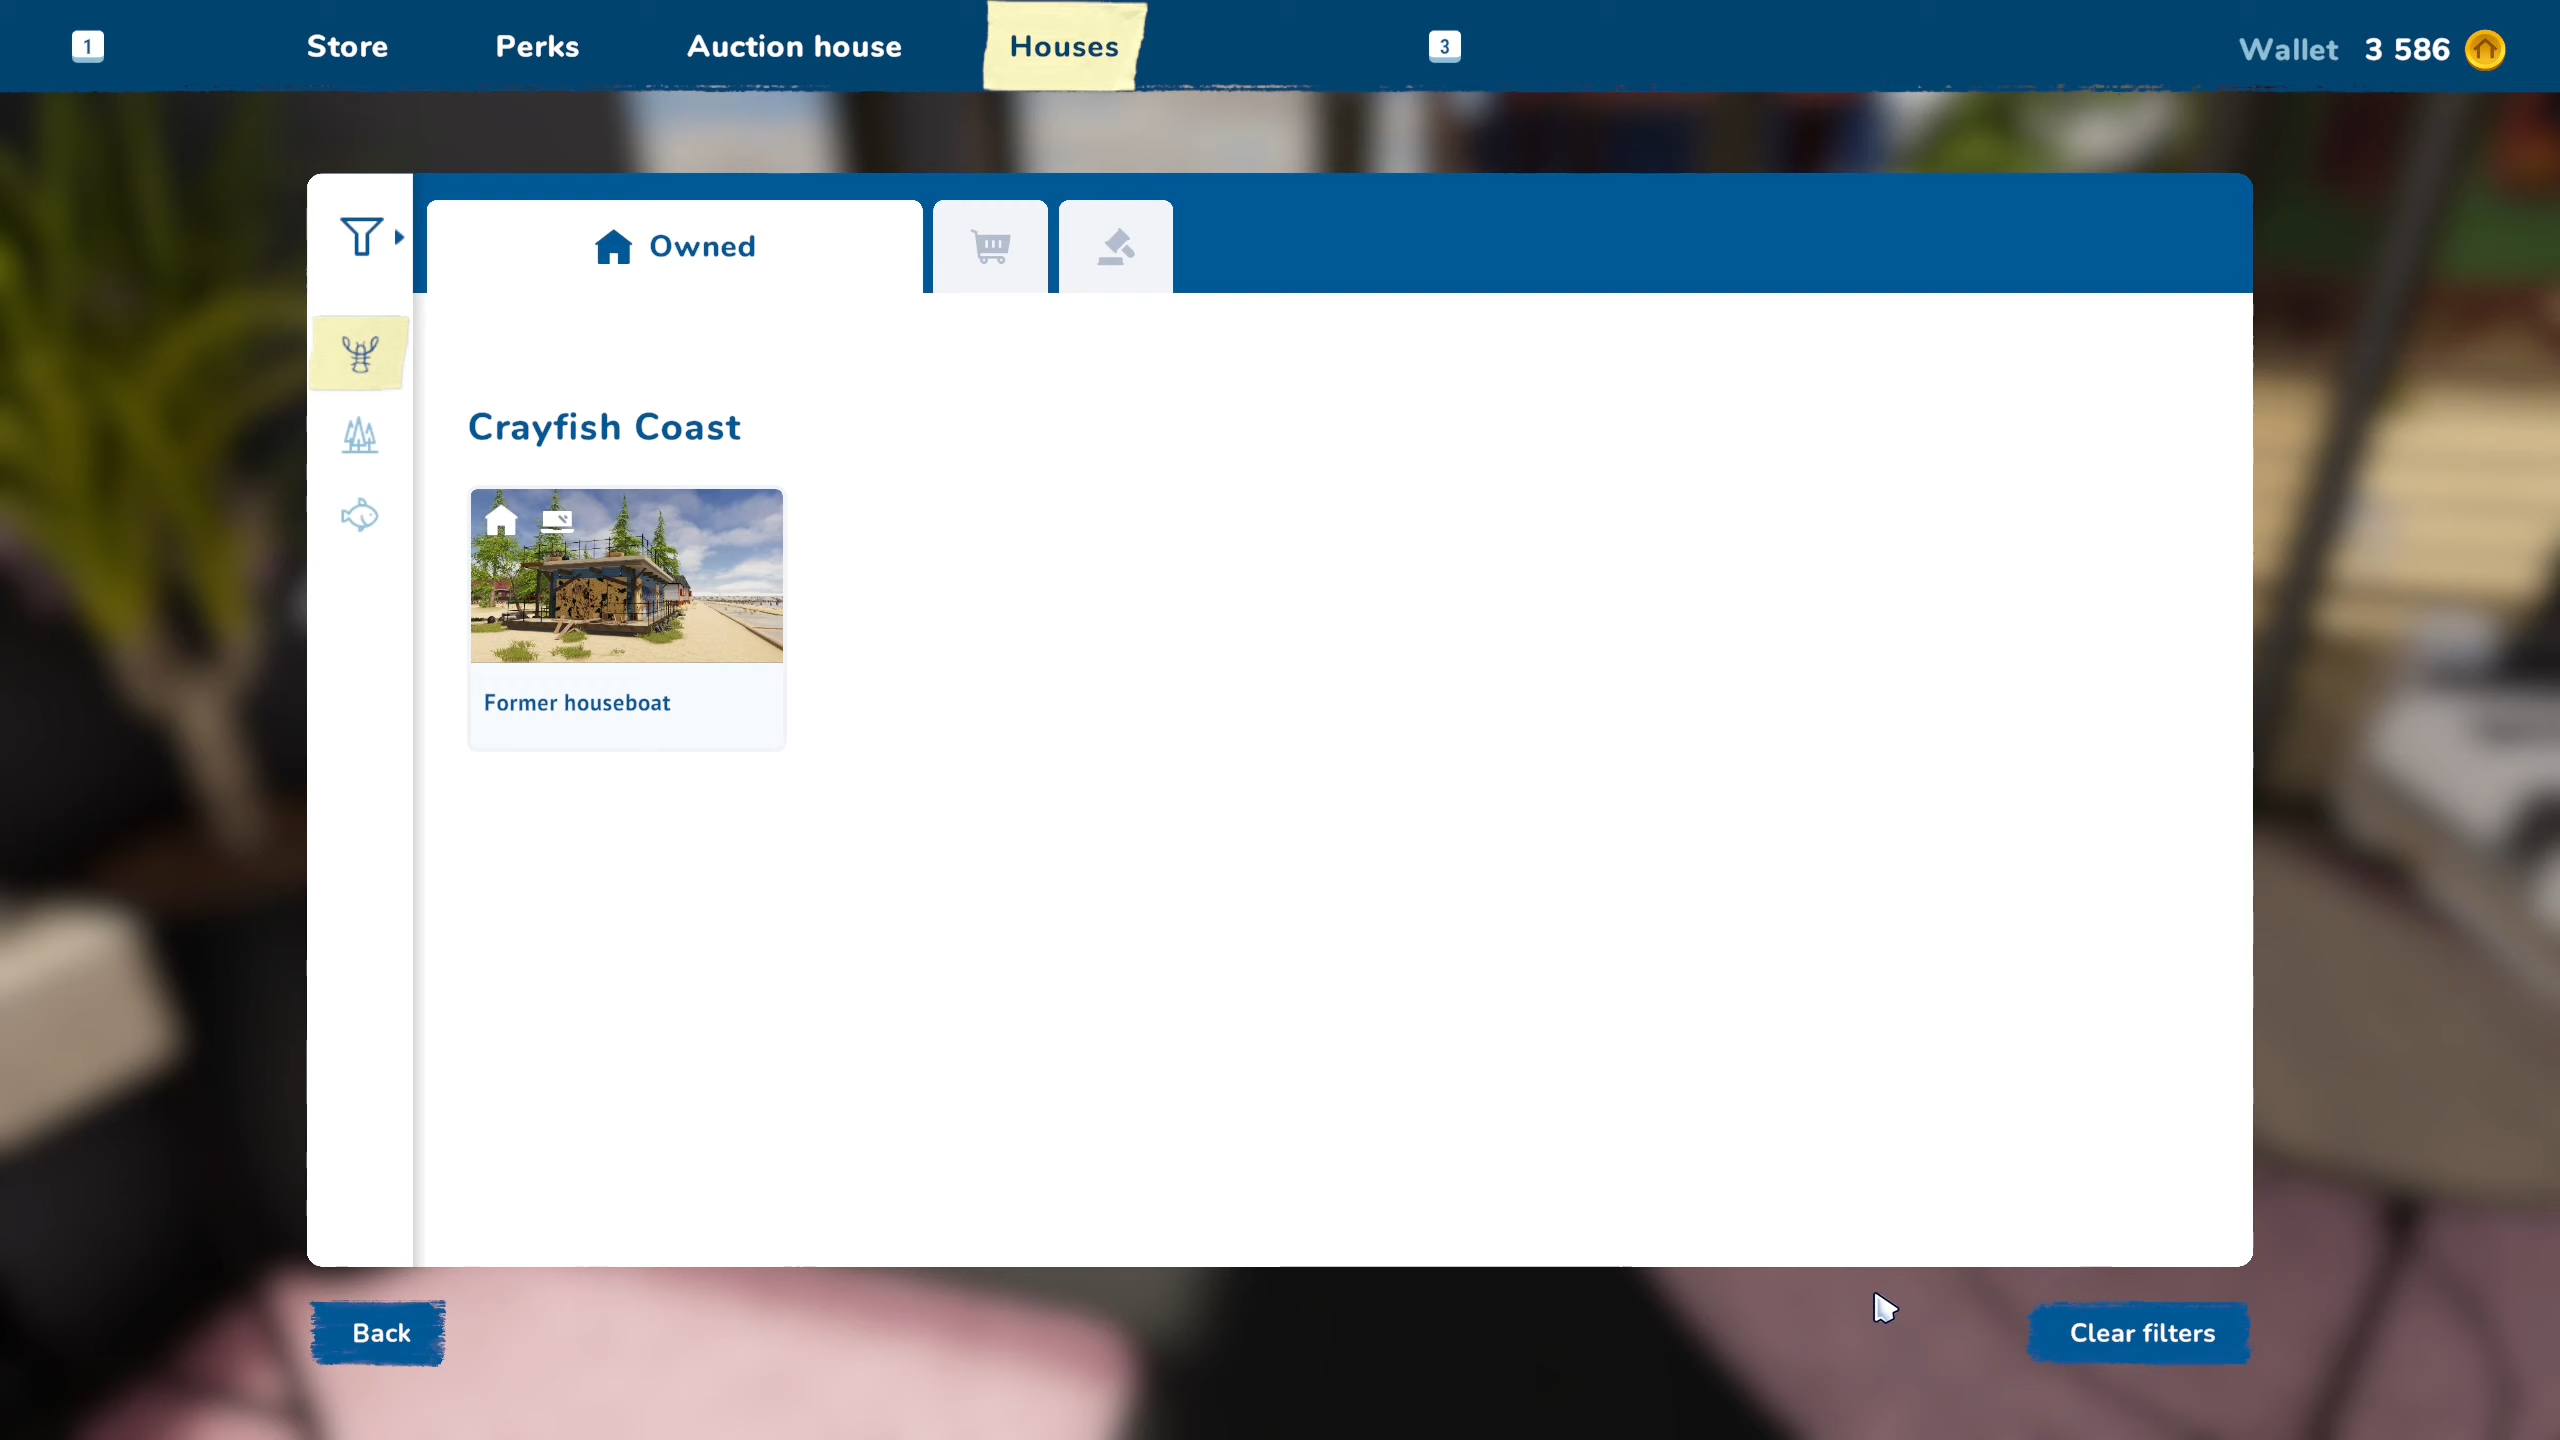 1 Store Perks Auction house Houses 3 Wallet 3 586
Owned
Crayfish Coast
Former houseboat
Back Clear filters